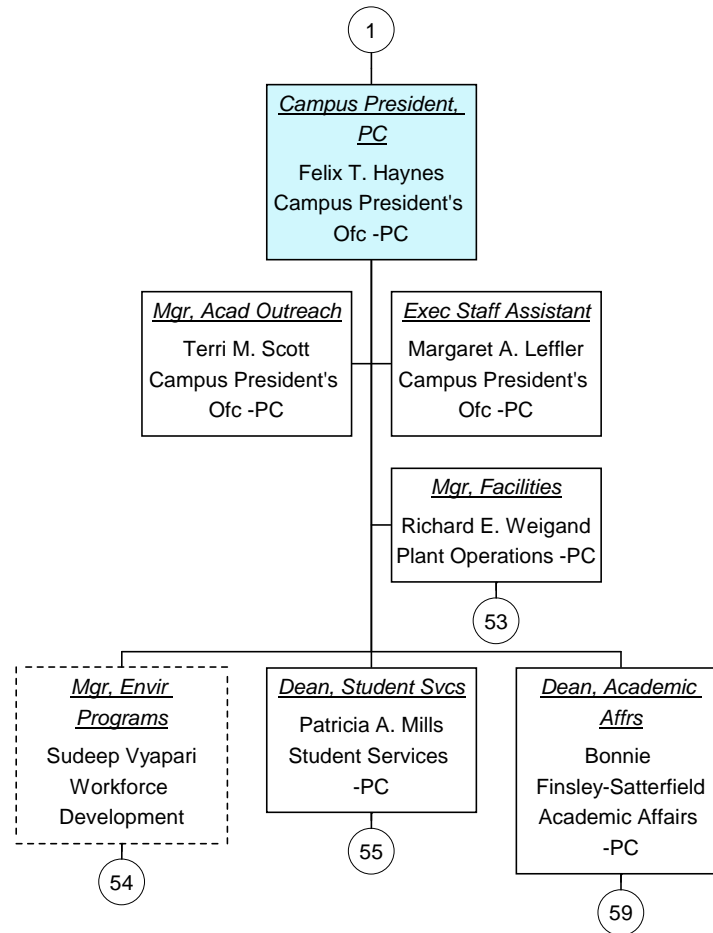 1
Campus President,
PC
Felix T. Haynes
Campus President's
Ofc -PC
Mgr, Acad Outreach
Terri M. Scott
Campus President's
Ofc -PC
Exec Staff Assistant
Margaret A. Leffler
Campus President's
Ofc -PC
Mgr, Facilities
Richard E. Weigand
Plant Operations -PC
53
Mgr, Envir
Programs
Sudeep Vyapari
Workforce
Development
54
Dean, Student Svcs
Patricia A. Mills
Student Services
-PC
55
Dean, Academic
Affrs
Bonnie
Finsley-Satterfield
Academic Affairs
-PC
59